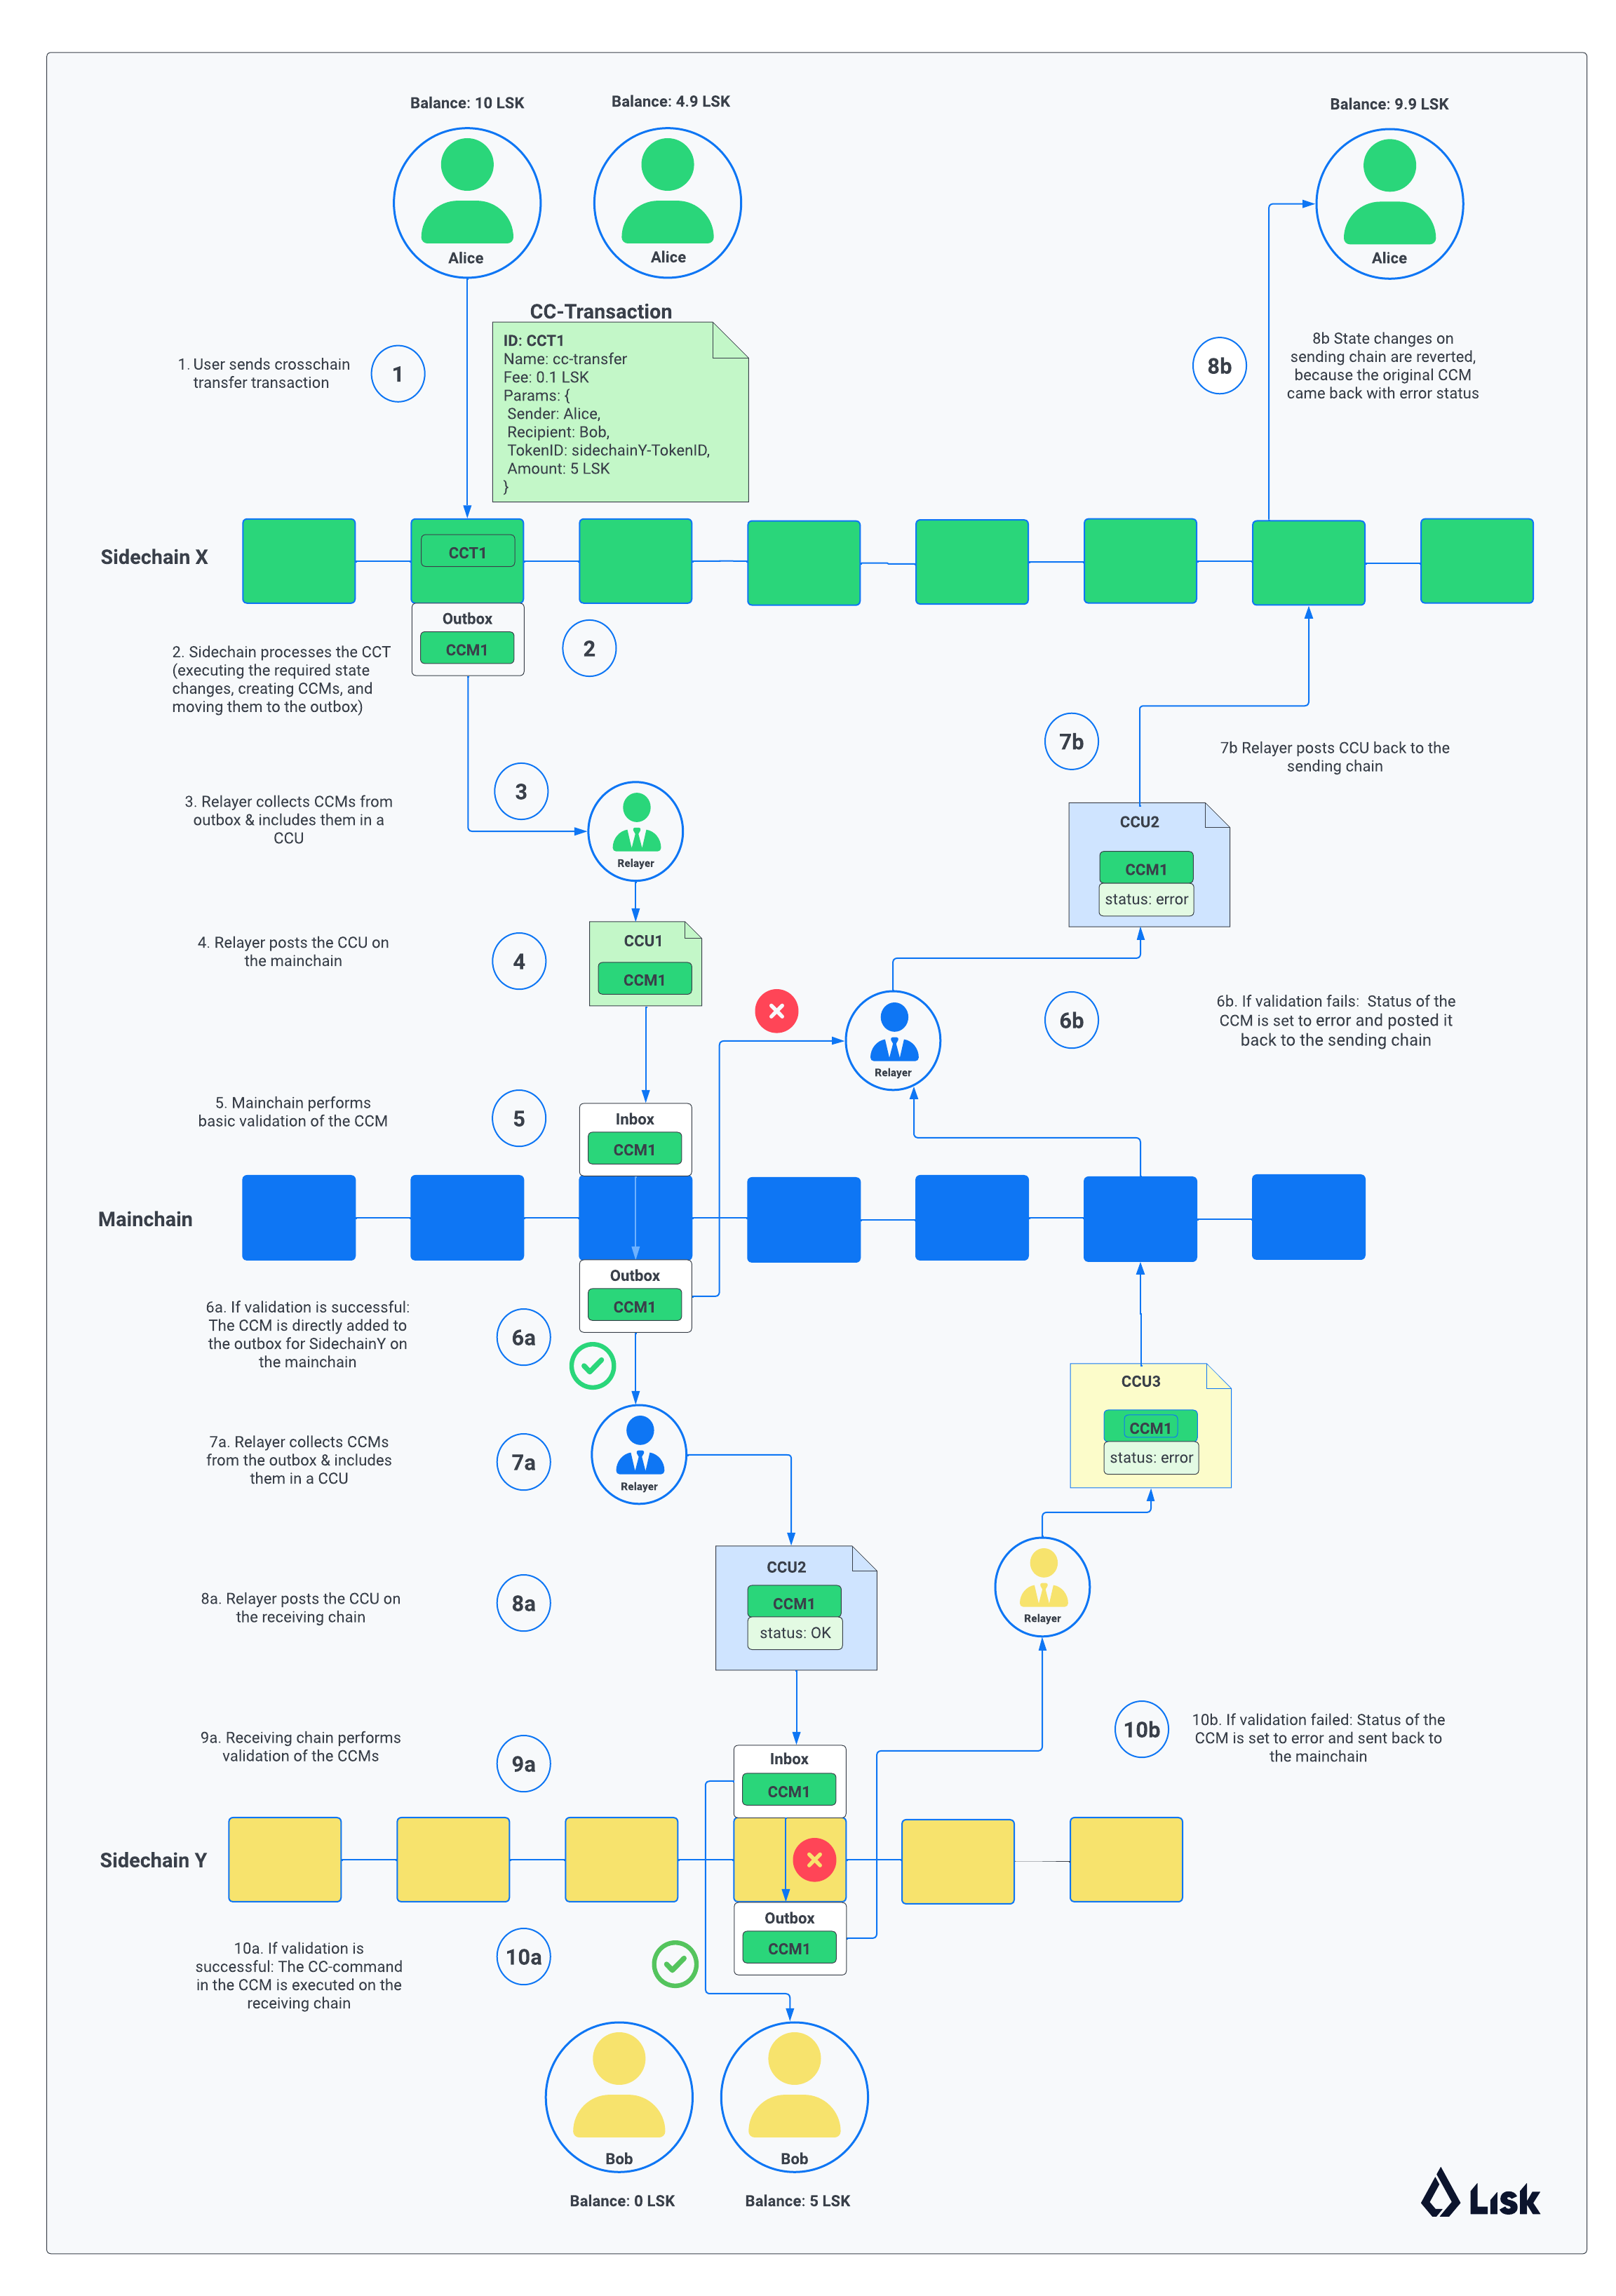 Balance: 10 LSK
Balance: 4.9 LSK
Balance: 9.9 LSK
Alice
Alice
Alice
CC-Transaction
ID: CCT1
Name: cc-transfer
Fee: 0.1 LSK
Params: {
Sender: Alice,
Recipient: Bob,
TokenID: sidechainY-TokenID,
Amount: 5 LSK
}
1. User sends crosschain
transfer transaction
1
8b
8b State changes on
sending chain are reverted,
because the original CCM
came back with error status
Sidechain X
CCT1
Outbox
CCM1
2
2. Sidechain processes the CCT
(executing the required state
changes, creating CCMs, and
moving them to the outbox)
7b
7b Relayer posts CCU back to the
sending chain
3
3. Relayer collects CCMs from
outbox & includes them in a
CCU
Relayer
CCU2
CCM1
status: error
4. Relayer posts the CCU on
the mainchain
4
CCU1
CCM1
Relayer
6b
6b. If validation fails:  Status of the
CCM is set to error and posted it
back to the sending chain
5. Mainchain performs
basic validation of the CCM
5
Inbox
CCM1
Mainchain
Outbox
CCM1
6a. If validation is successful:
The CCM is directly added to
the outbox for SidechainY on
the mainchain
6a
CCU3
CCM1
status: error
7a. Relayer collects CCMs
from the outbox & includes
them in a CCU
7a
Relayer
8a. Relayer posts the CCU on
the receiving chain
8a
CCU2
CCM1
status: OK
Relayer
9a. Receiving chain performs
validation of the CCMs
9a
Inbox
CCM1
10b
10b. If validation failed: Status of the
CCM is set to error and sent back to
the mainchain
Sidechain Y
Outbox
CCM1
10a. If validation is
successful: The CC-command
in the CCM is executed on the
receiving chain
10a
Bob
Bob
Balance: 0 LSK
Balance: 5 LSK
Lisk